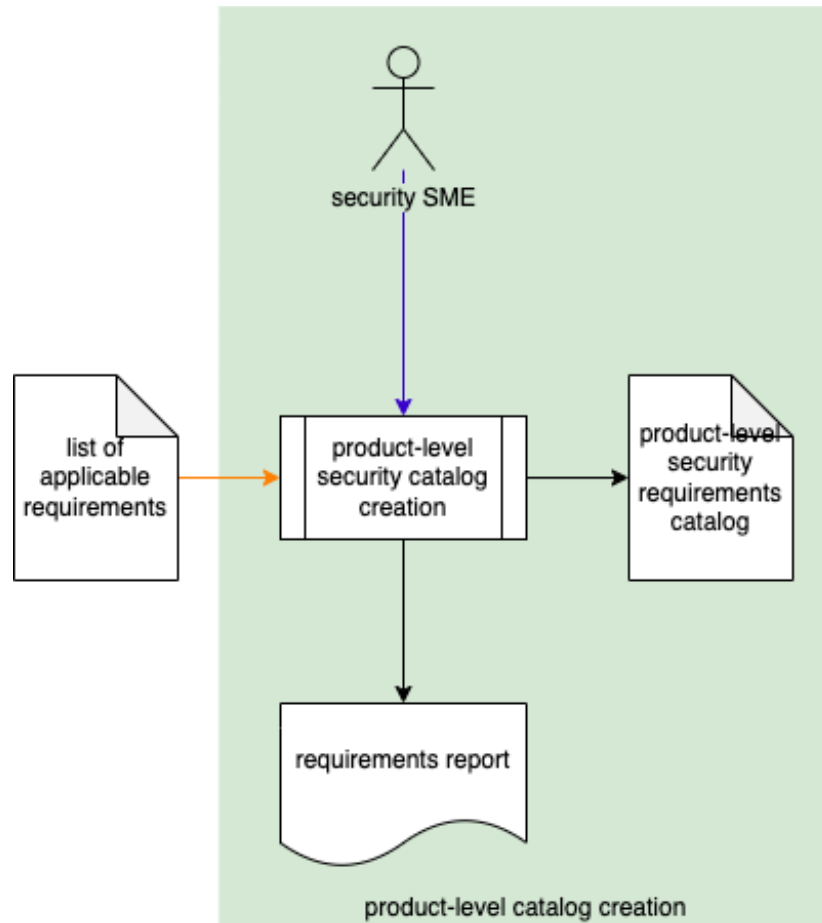 security SME
list of
applicable
requirements
product-level
security catalog
creation
product-level
security
requirements
catalog
requirements report
product-level catalog creation